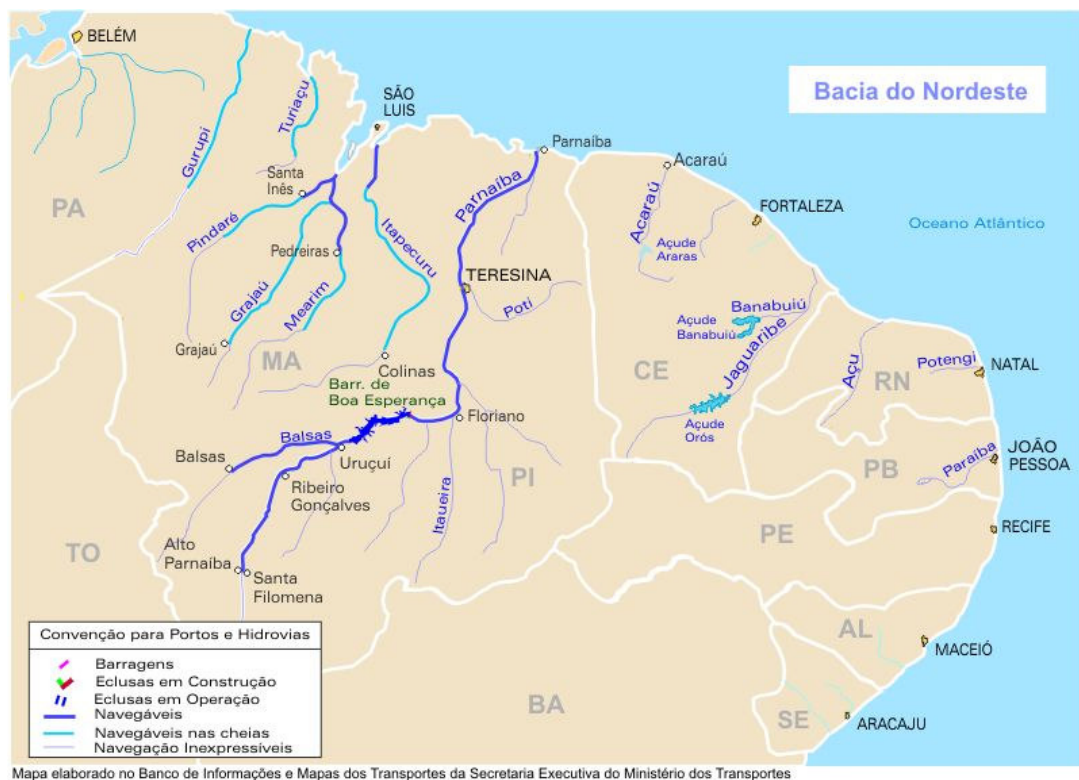 BELÉM
Bacia do Nordeste
SÃO
LUIS
Turiaçu
Gurupi
Parnaíba
Acaraú
Santa
Inês
PA
Parnaíba
Acaraú
FORTALEZA
Oceano Atlântico
Pindaré
Pedreiras
Itapecuru
Açude
Araras
TERESINA
Poti
Grajaú
Mearim
Banabuiú
Açude
Banabuiú
Jaguaribe
Grajaú
MA
Colinas
CE
Açu
RN
Potengi
NATAL
Barr. de
Boa Esperança
Floriano
Açude
Orós
Balsas
Balsas
Uruçuí
PI
JOÃO
PESSOA
Paraíba
PB
Ribeiro
Gonçalves
Itaueira
PE
RECIFE
TO
Alto
Parnaíba
Santa
Filomena
AL
MACEIÓ
BA
SE
ARACAJU
Convenção para Portos e Hidrovias
Barragens
Eclusas em Construção
Eclusas em Operação
Navegáveis
Navegáveis nas cheias
Navegação Inexpressíveis
Mapa elaborado no Banco de Informações e Mapas dos Transportes da Secretaria Executiva do Ministério dos Transportes